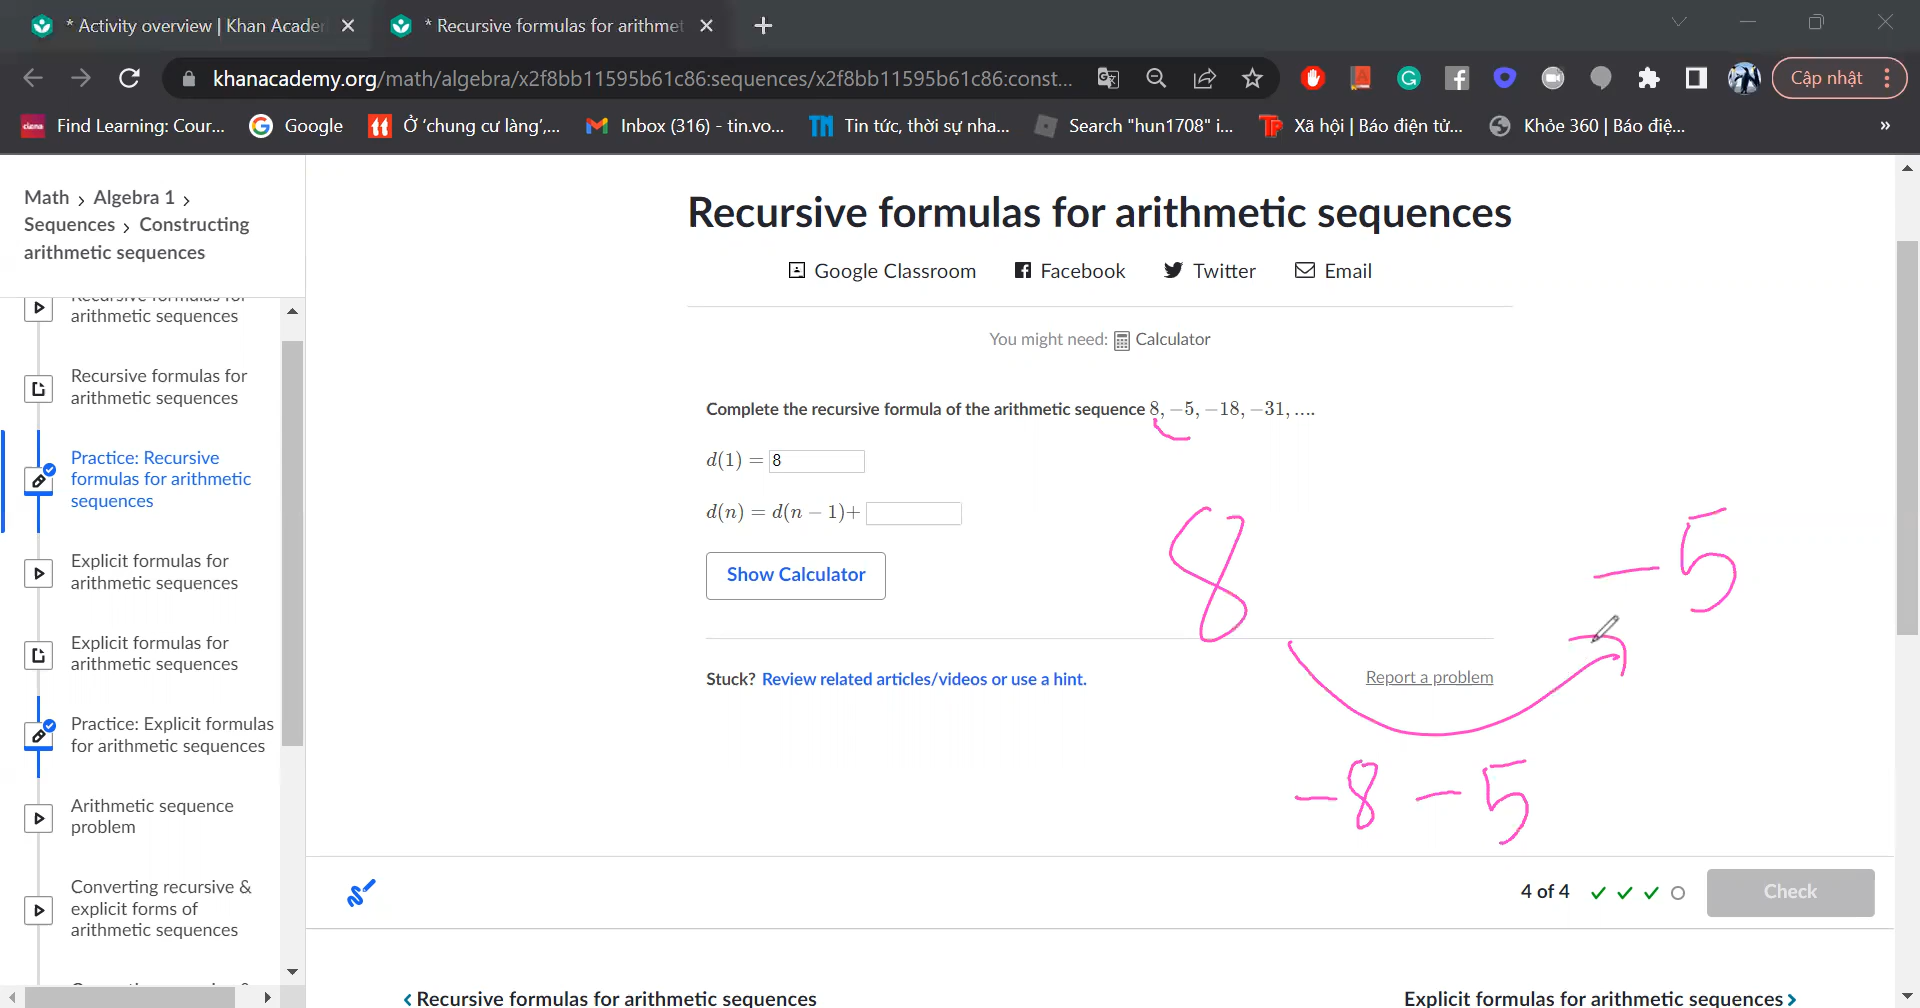 * Activity overview | Khan Acade
* Recursive formulas for arithmet
khanacademy.org/math/algebra/x2f8bb11595b61c86:sequences/x2f8bb11595b61c86:const...
Cập nhật
ciena Find Learning: Cour...
Google
Ở 'chung cư làng',...
Inbox (316) - tin.vo...
TN Tin tức, thời sự nha...
Search "hun1708" i...
TP Xã hội | Báo điện tử...
Khỏe 360 | Báo điệ...
»
Math › Algebra 1 ›
Sequences › Constructing
arithmetic sequences
Recursive formulas for
arithmetic sequences
Recursive formulas for
arithmetic sequences
Practice: Recursive
formulas for arithmetic
sequences
Explicit formulas for
arithmetic sequences
Explicit formulas for
arithmetic sequences
Practice: Explicit formulas
for arithmetic sequences
Arithmetic sequence
problem
Converting recursive &
explicit forms of
arithmetic sequences
Recursive formulas for arithmetic sequences
Google Classroom
Facebook
Twitter
Email
You might need: Calculator
Complete the recursive formula of the arithmetic sequence 8, −5, −18, −31, ....
d(1) = 8
d(n) = d(n − 1)+
Show Calculator
8
−5
Stuck? Review related articles/videos or use a hint.
Report a problem
−8 −5
4 of 4
Check
‹ Recursive formulas for arithmetic sequences
Explicit formulas for arithmetic sequences ›